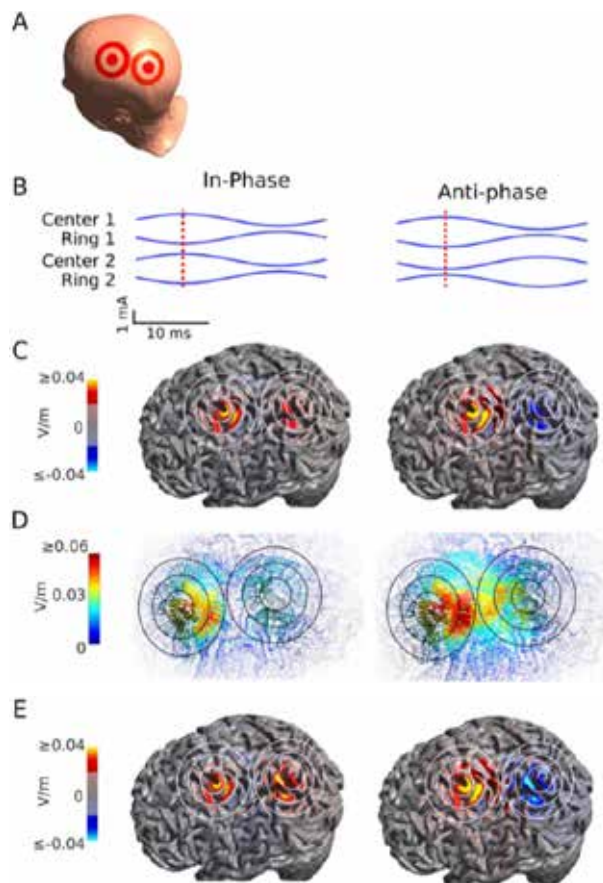 A
B
In-Phase
Anti-phase
Center 1
Ring 1
Center 2
Ring 2
1 mA
10 ms
C
≥0.04
V/m
0
≤-0.04
D
≥0.06
V/m
0.03
0
E
≥0.04
V/m
0
≤-0.04